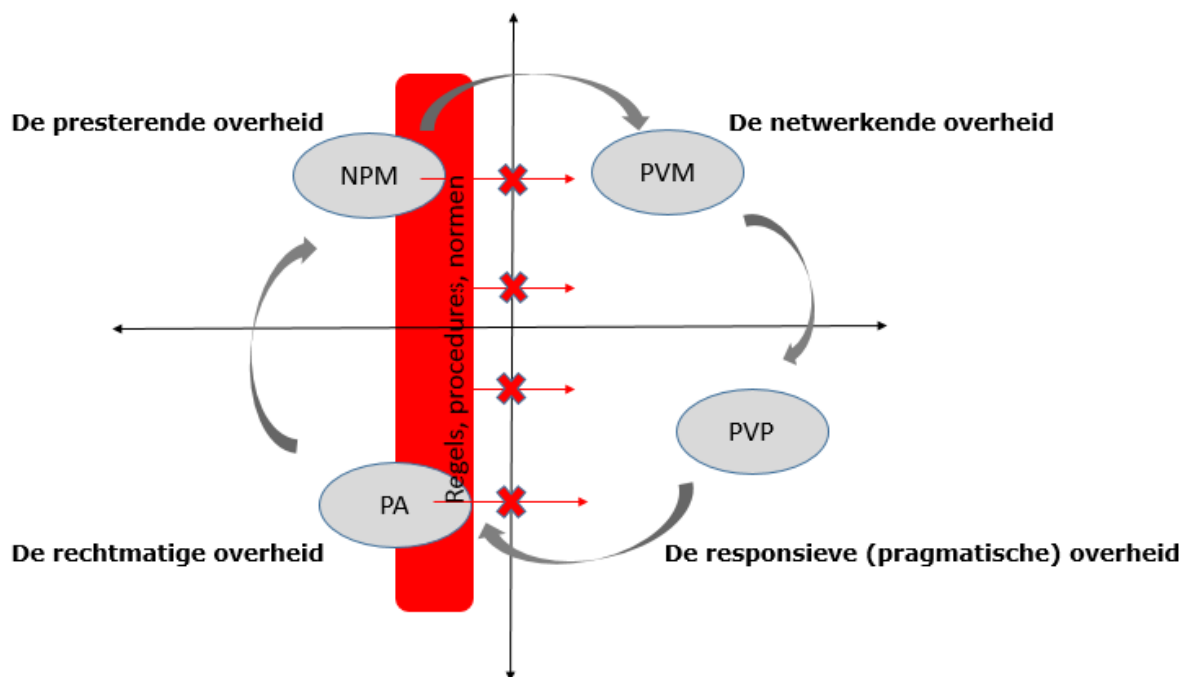 De presterende overheid
De netwerkende overheid
NPM
PVM
Regels, procedures, normen
PVP
PA
De rechtmatige overheid
De responsieve (pragmatische) overheid